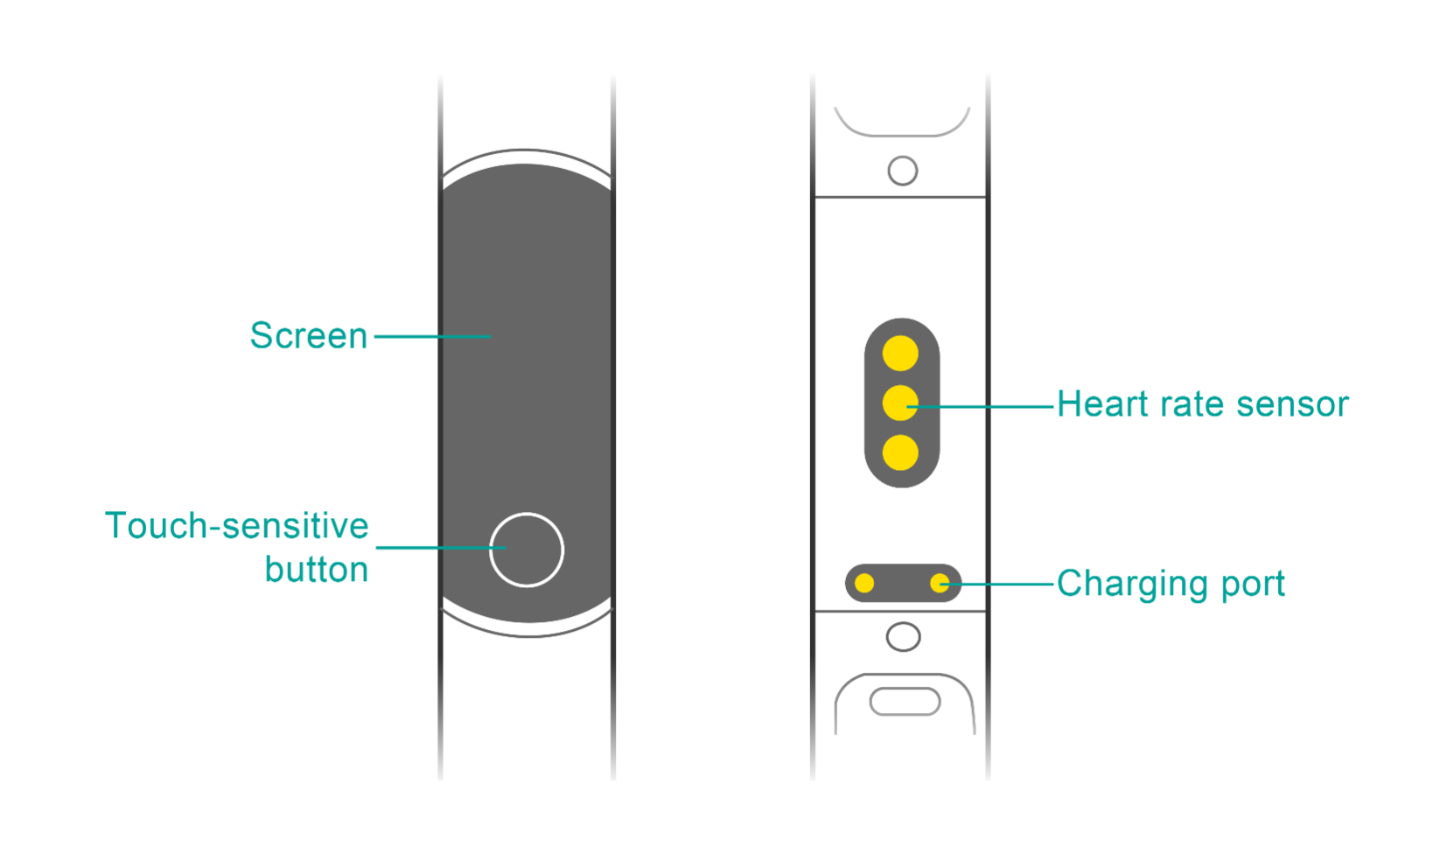 Screen
Touch-sensitive
button
Heart rate sensor
Charging port